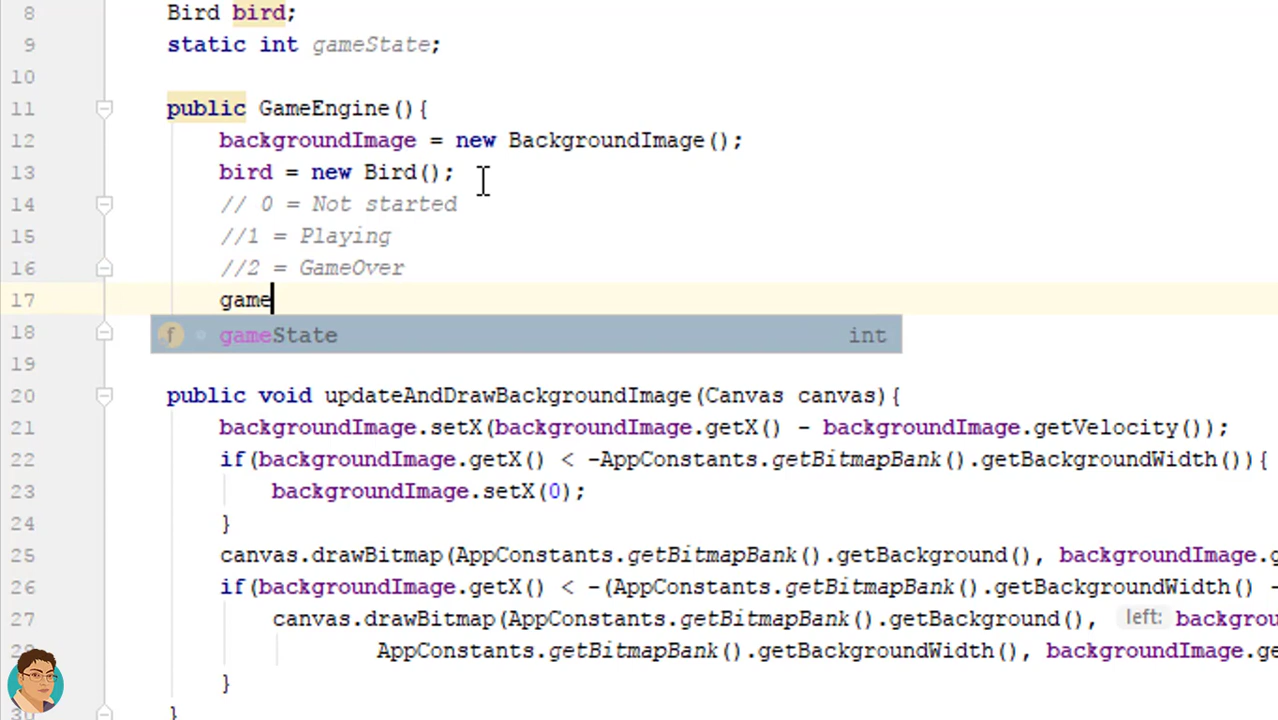 8 Bird bird;
9 static int gameState;
10
11 public GameEngine(){
12 backgroundImage = new BackgroundImage();
13 bird = new Bird();
14 // 0 = Not started
15 //1 = Playing
16 //2 = GameOver
17 game
18 f gameState int
19
20 public void updateAndDrawBackgroundImage(Canvas canvas){
21 backgroundImage.setX(backgroundImage.getX() - backgroundImage.getVelocity());
22 if(backgroundImage.getX() < -AppConstants.getBitmapBank().getBackgroundWidth()){
23 backgroundImage.setX(0);
24 }
25 canvas.drawBitmap(AppConstants.getBitmapBank().getBackground(), backgroundImage.g
26 if(backgroundImage.getX() < -(AppConstants.getBitmapBank().getBackgroundWidth() -
27 canvas.drawBitmap(AppConstants.getBitmapBank().getBackground(), left: backgrou
AppConstants.getBitmapBank().getBackgroundWidth(), backgroundImage.ge
}
}